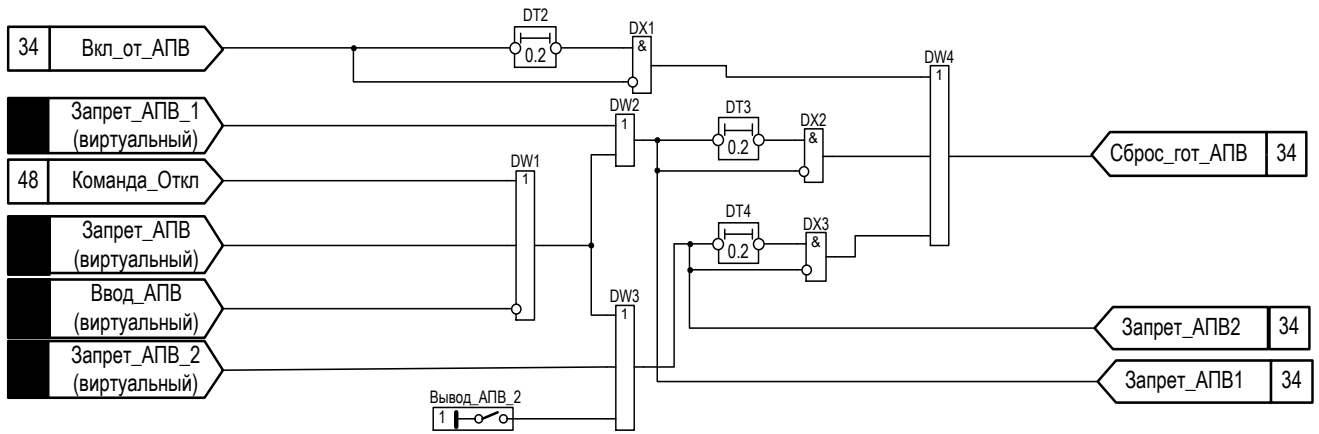 DT2
DX1
34 Вкл_от_АПВ
0.2
&
DW4
1
Запрет_АПВ_1
(виртуальный)
DW2
1
DT3
0.2
DX2
&
48 Команда_Откл
DW1
1
Сброс_гот_АПВ 34
Запрет_АПВ
(виртуальный)
DT4
0.2
DX3
&
Ввод_АПВ
(виртуальный)
DW3
1
Запрет_АПВ2 34
Запрет_АПВ_2
(виртуальный)
Запрет_АПВ1 34
Вывод_АПВ_2
1